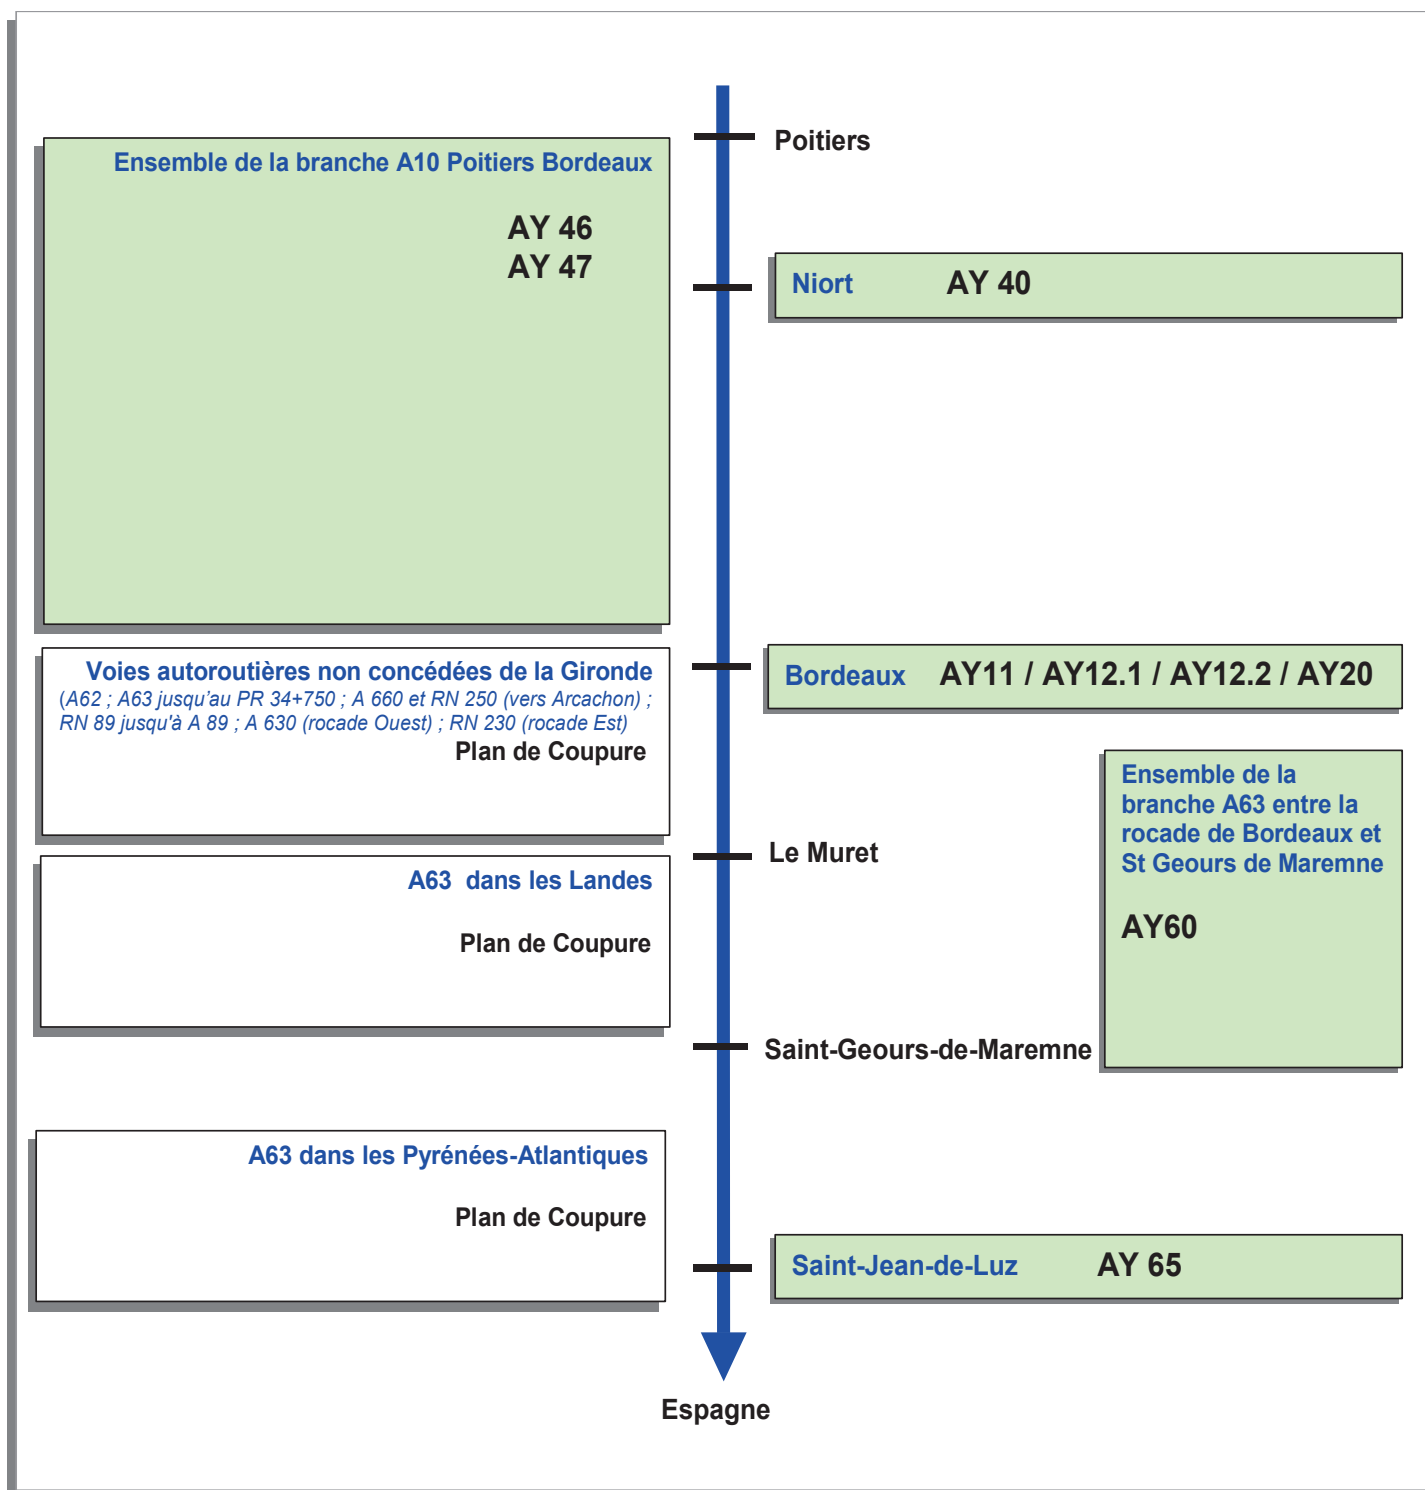 Poitiers
Ensemble de la branche A10 Poitiers Bordeaux
AY 46
AY 47
Niort AY 40
Voies autoroutières non concédées de la Gironde
(A62 ; A63 jusqu’au PR 34+750 ; A 660 et RN 250 (vers Arcachon) ;
RN 89 jusqu'à A 89 ; A 630 (rocade Ouest) ; RN 230 (rocade Est)
Plan de Coupure
Bordeaux AY11 / AY12.1 / AY12.2 / AY20
Ensemble de la
branche A63 entre la
rocade de Bordeaux et
St Geours de Maremne
AY60
Le Muret
A63 dans les Landes
Plan de Coupure
Saint-Geours-de-Maremne
A63 dans les Pyrénées-Atlantiques
Plan de Coupure
Saint-Jean-de-Luz AY 65
Espagne